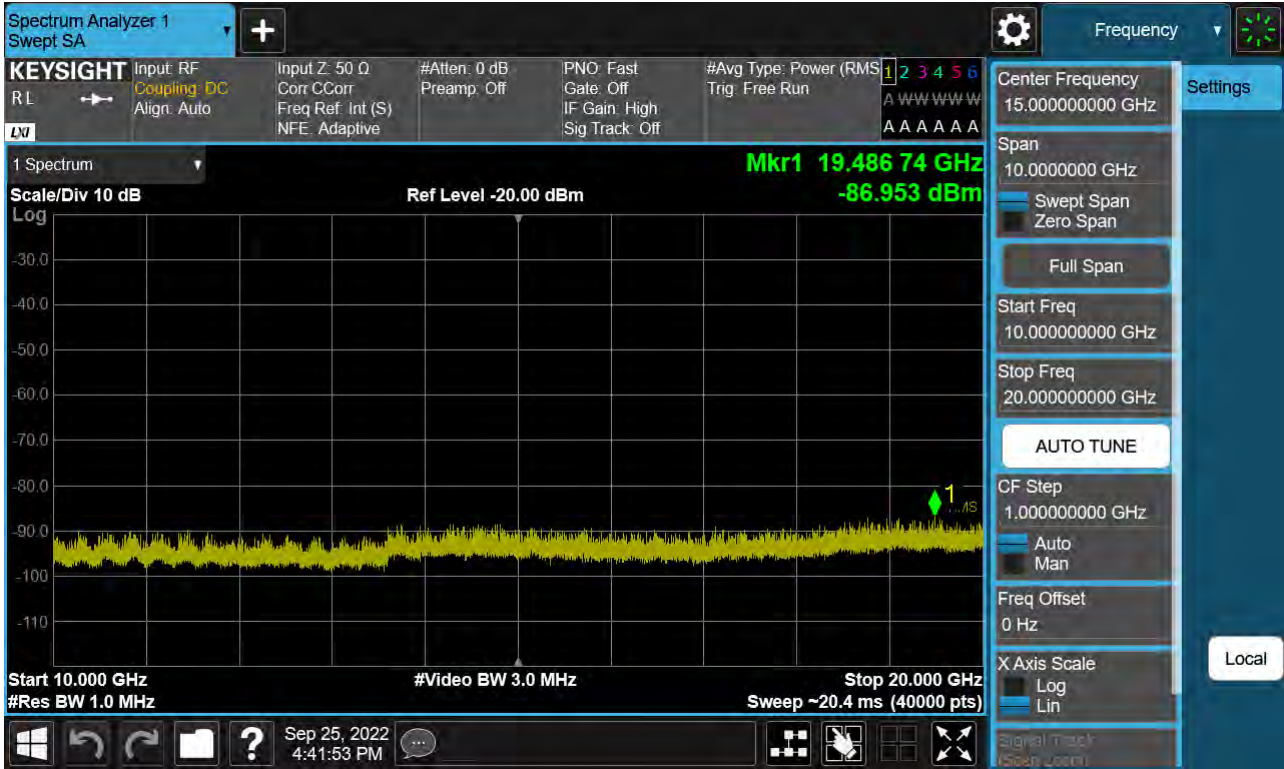 Spectrum Analyzer 1
Swept SA
+
Frequency
KEYSIGHT
R L
LXI
Input: RF
Coupling: DC
Align: Auto
Input Z: 50 Ω
Corr CCorr
Freq Ref: Int (S)
NFE: Adaptive
#Atten: 0 dB
Preamp: Off
PNO: Fast
Gate: Off
IF Gain: High
Sig Track: Off
#Avg Type: Power (RMS
Trig: Free Run
1 2 3 4 5 6
A W W W W W
A A A A A A
1 Spectrum
Scale/Div 10 dB
Log
Ref Level -20.00 dBm
Mkr1 19.486 74 GHz
-86.953 dBm
-30.0
-40.0
-50.0
-60.0
-70.0
-80.0
-90.0
-100
-110
1
Start 10.000 GHz
#Res BW 1.0 MHz
#Video BW 3.0 MHz
Stop 20.000 GHz
Sweep ~20.4 ms (40000 pts)
?
Sep 25, 2022
4:41:53 PM
Center Frequency
15.000000000 GHz
Span
10.0000000 GHz
Swept Span
Zero Span
Full Span
Start Freq
10.000000000 GHz
Stop Freq
20.000000000 GHz
AUTO TUNE
CF Step
1.000000000 GHz
Auto
Man
Freq Offset
0 Hz
X Axis Scale
Log
Lin
Signal Track
(Span Zoom)
Settings
Local